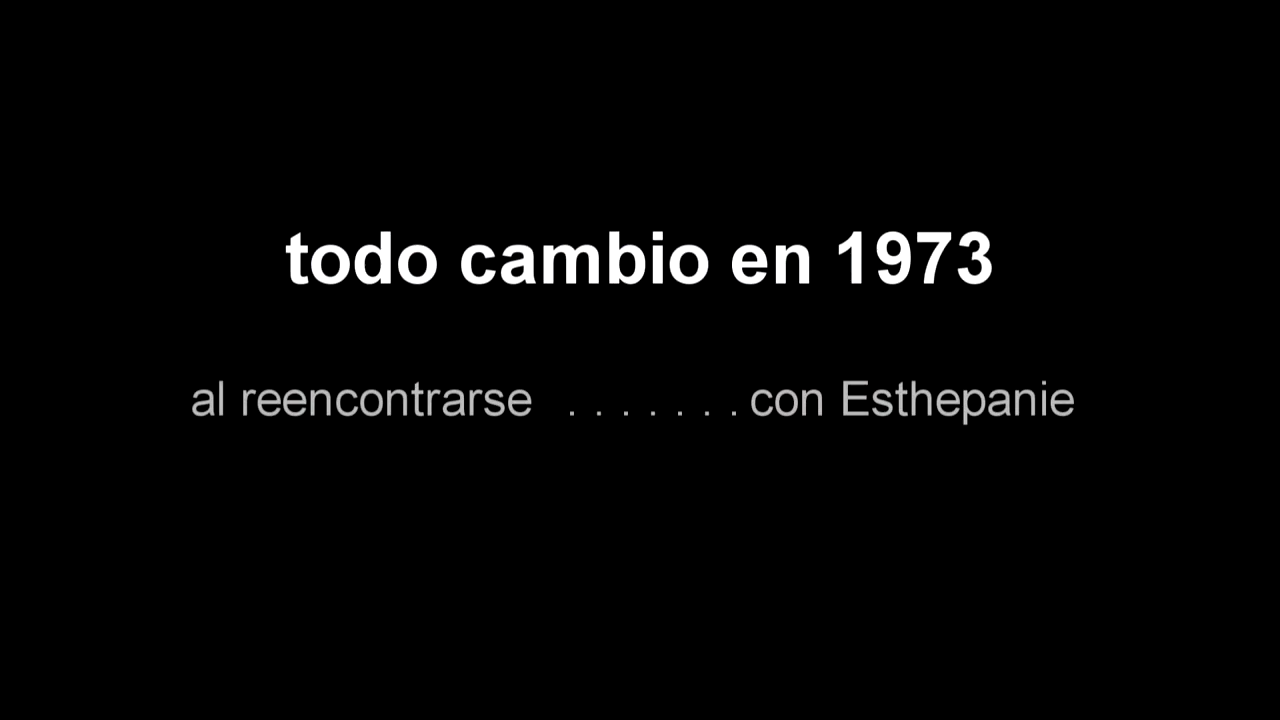 todo cambio en 1973
al reencontrarse . . . . . . . con Esthepanie